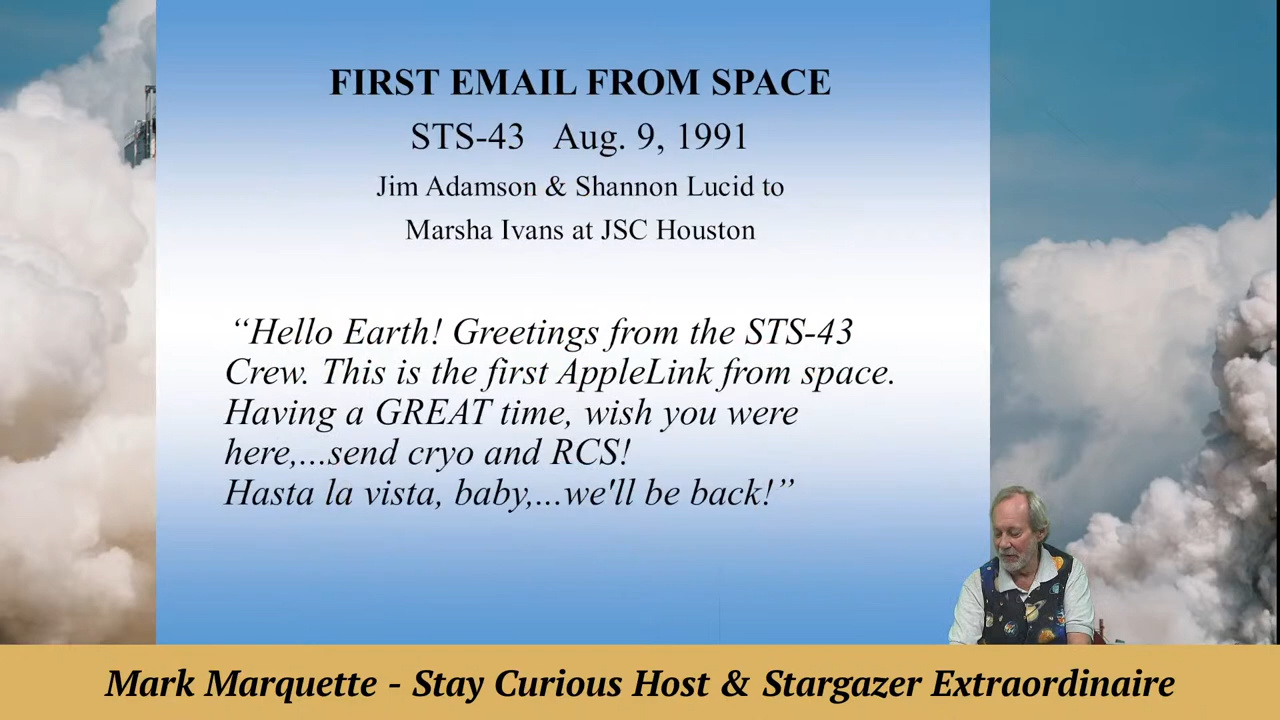 FIRST EMAIL FROM SPACE
STS-43 Aug. 9, 1991
Jim Adamson & Shannon Lucid to
Marsha Ivans at JSC Houston
“Hello Earth! Greetings from the STS-43
Crew. This is the first AppleLink from space.
Having a GREAT time, wish you were
here,...send cryo and RCS!
Hasta la vista, baby,...we'll be back!”
Mark Marquette - Stay Curious Host & Stargazer Extraordinaire